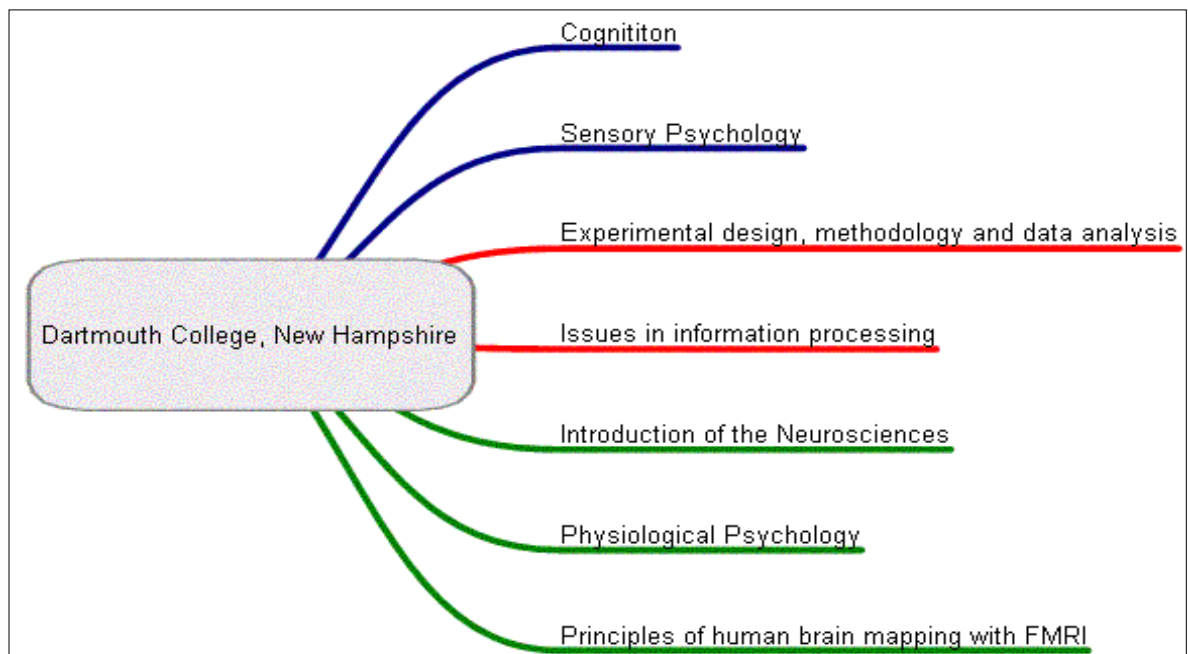 Cognititon
Sensory Psychology
Experimental design, methodology and data analysis
Dartmouth College, New Hampshire
Issues in information processing
Introduction of the Neurosciences
Physiological Psychology
Principles of human brain mapping with FMRI